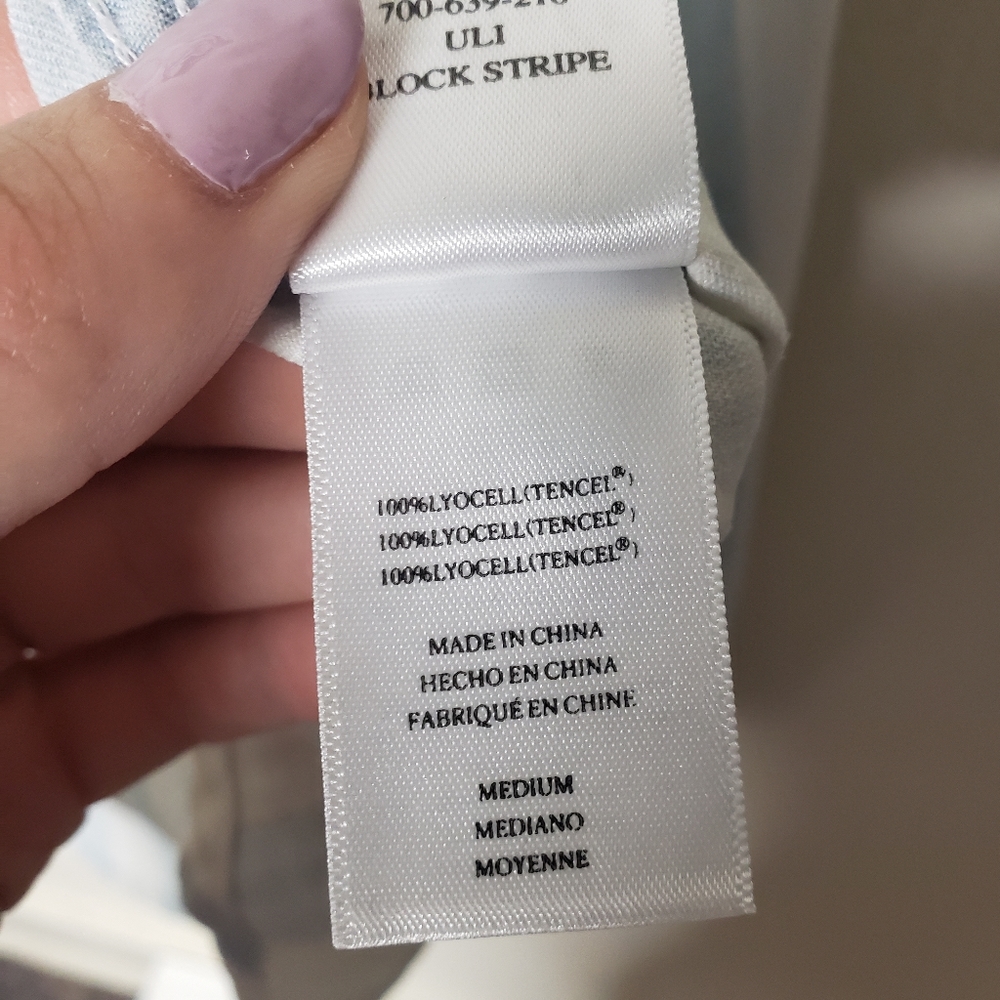 ULI
STRIPE
100%LYOCELL(TENCEL®)
100%LYOCELL(TENCEL®)
100%LYOCELL(TENCEL®)
MADE IN CHINA
HECHO EN CHINA
FABRIQUÉ EN CHINE
MEDIUM
MEDIANO
MOYENNE